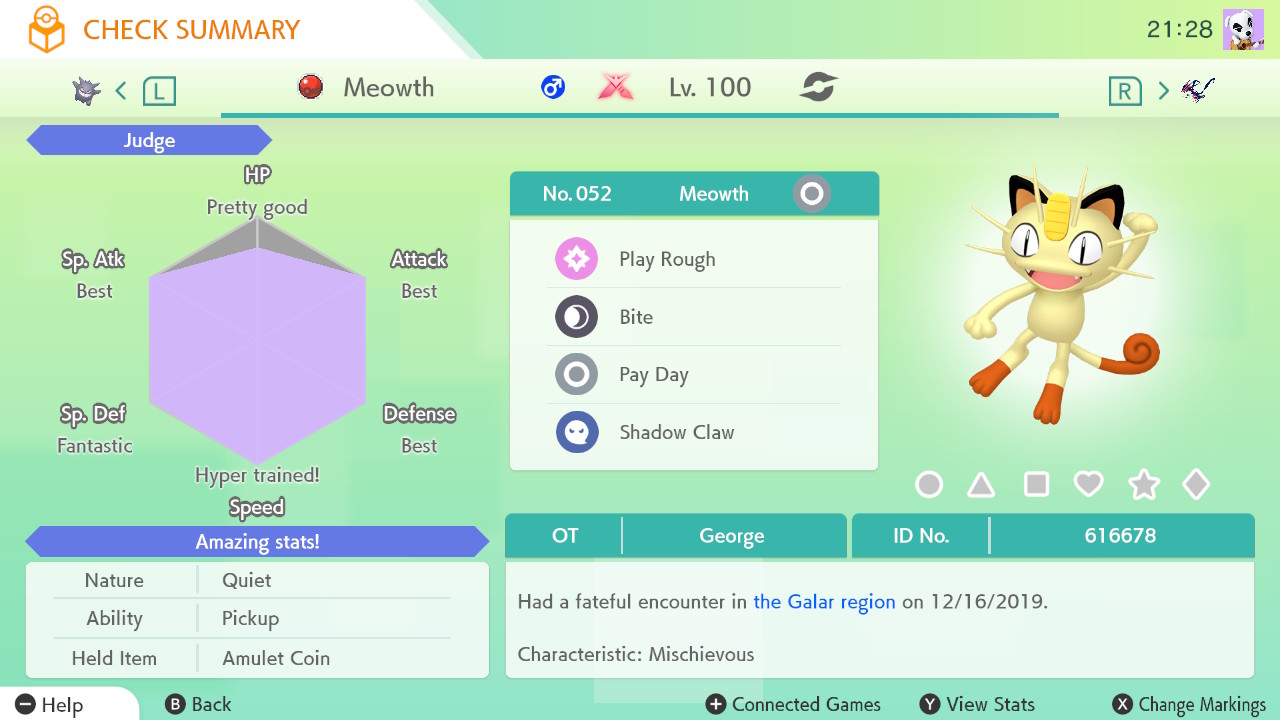 CHECK SUMMARY
21:28
L
Meowth
Lv. 100
R
Judge
HP
Pretty good
Sp. Atk
Best
Attack
Best
Sp. Def
Fantastic
Defense
Best
Hyper trained!
Speed
Amazing stats!
Nature Quiet
Ability Pickup
Held Item Amulet Coin
No. 052 Meowth
Play Rough
Bite
Pay Day
Shadow Claw
OT George ID No. 616678
Had a fateful encounter in the Galar region on 12/16/2019.
Characteristic: Mischievous
Help
B Back
Connected Games
Y View Stats
X Change Markings